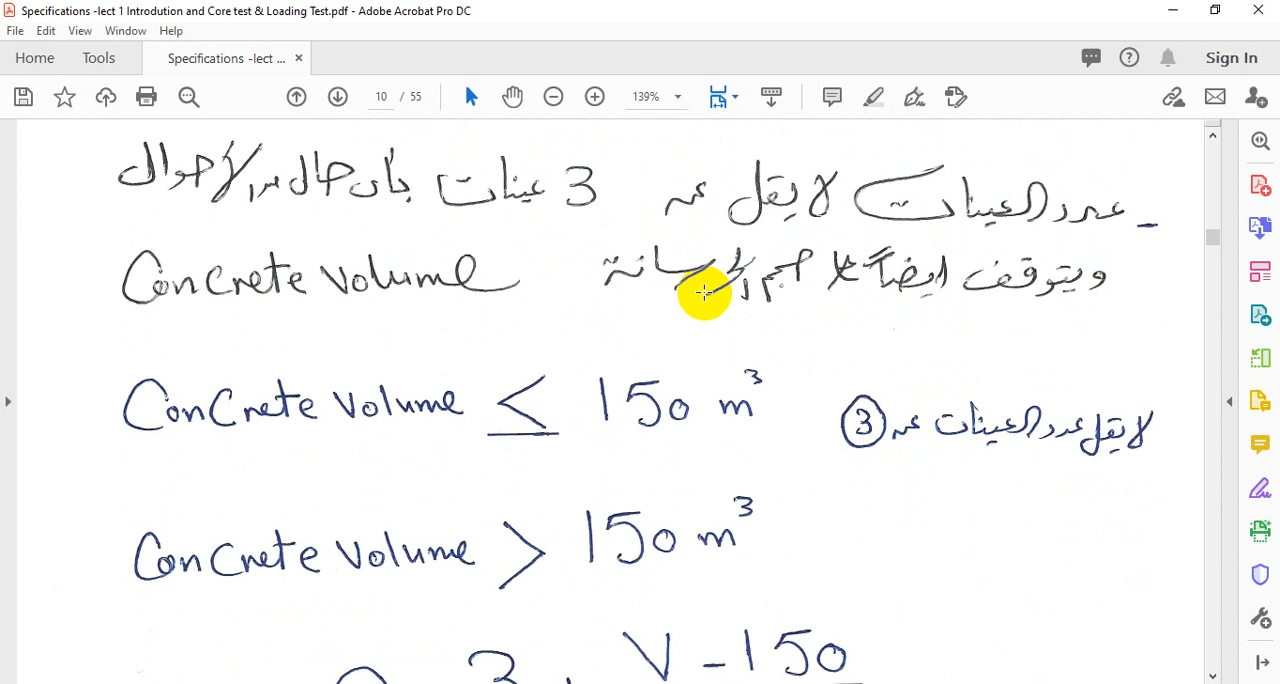 Specifications -lect 1 Introdution and Core test & Loading Test.pdf - Adobe Acrobat Pro DC
File Edit View Window Help
Home Tools Specifications -lect ... × Sign In
10 / 55 139%
- عدد العينات لا يقل عن 3 عينات بأى حال من الأحوال
ويتوقف ايضاً على حجم الخرسانة Concrete Volume
Concrete Volume ≤ 150 m³ لا يقل عدد العينات عن 3
Concrete Volume > 150 m³
3 + V - 150